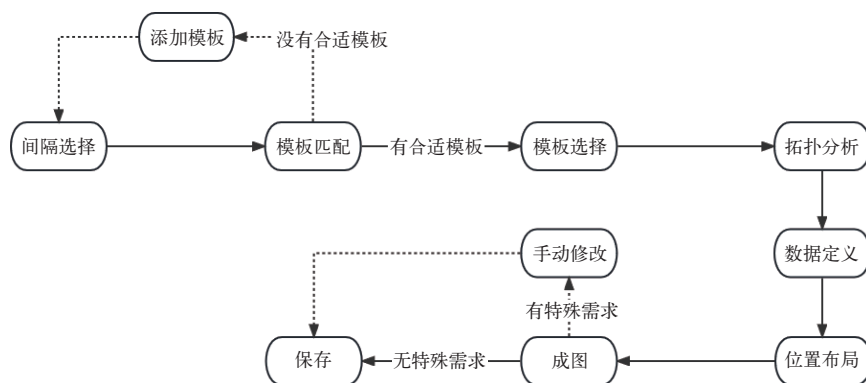 添加模板
没有合适模板
间隔选择
模板匹配
有合适模板
模板选择
拓扑分析
手动修改
数据定义
有特殊需求
保存
无特殊需求
成图
位置布局